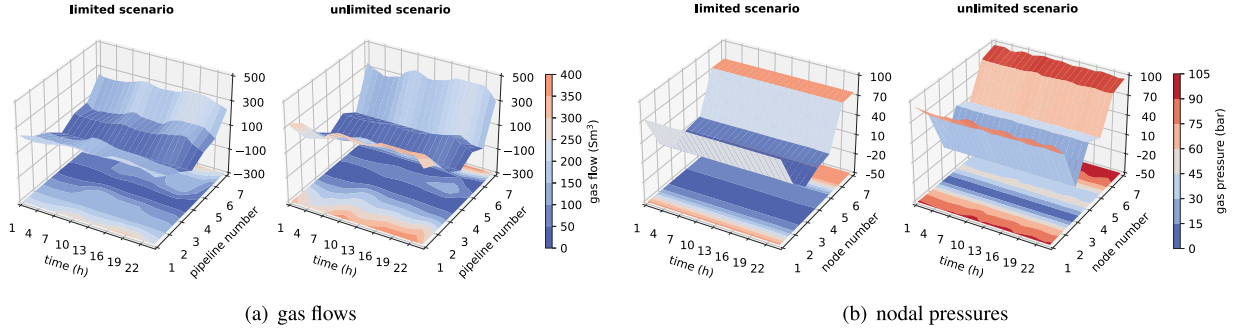 limited scenario
unlimited scenario
500
300
100
−100
−300
1 4 7 10 13 16 19 22
time (h)
1 2 3 4 5 6 7
pipeline number
500
300
100
−100
−300
1 4 7 10 13 16 19 22
time (h)
1 2 3 4 5 6 7
pipeline number
400
350
300
250
200
150
100
50
0
gas flow (Sm³)
(a) gas flows
limited scenario
unlimited scenario
100
70
40
10
−20
−50
1 4 7 10 13 16 19 22
time (h)
1 2 3 4 5 6 7
node number
100
70
40
10
−20
−50
1 4 7 10 13 16 19 22
time (h)
1 2 3 4 5 6 7
node number
105
90
75
60
45
30
15
0
gas pressure (bar)
(b) nodal pressures